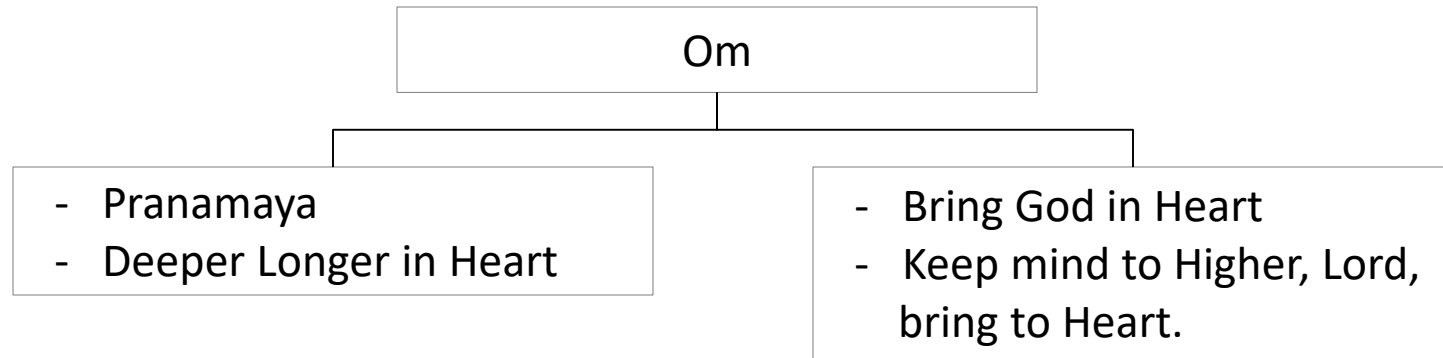 Om
- Pranamaya
- Deeper Longer in Heart
- Bring God in Heart
- Keep mind to Higher, Lord,
bring to Heart.